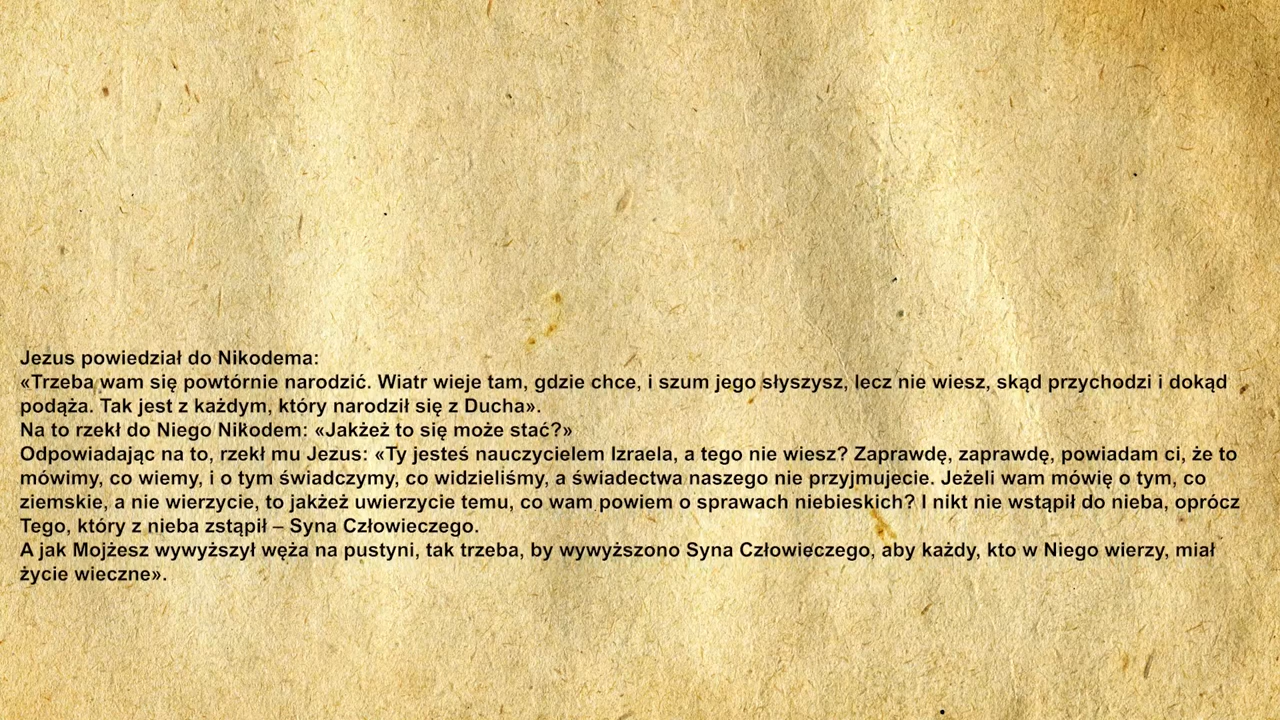 Jezus powiedział do Nikodema:
«Trzeba wam się powtórnie narodzić. Wiatr wieje tam, gdzie chce, i szum jego słyszysz, lecz nie wiesz, skąd przychodzi i dokąd
podąża. Tak jest z każdym, który narodził się z Ducha».
Na to rzekł do Niego Nikodem: «Jakżeż to się może stać?»
Odpowiadając na to, rzekł mu Jezus: «Ty jesteś nauczycielem Izraela, a tego nie wiesz? Zaprawdę, zaprawdę, powiadam ci, że to
mówimy, co wiemy, i o tym świadczymy, co widzieliśmy, a świadectwa naszego nie przyjmujecie. Jeżeli wam mówię o tym, co
ziemskie, a nie wierzycie, to jakżeż uwierzycie temu, co wam powiem o sprawach niebieskich? I nikt nie wstąpił do nieba, oprócz
Tego, który z nieba zstąpił – Syna Człowieczego.
A jak Mojżesz wywyższył węża na pustyni, tak trzeba, by wywyższono Syna Człowieczego, aby każdy, kto w Niego wierzy, miał
życie wieczne».